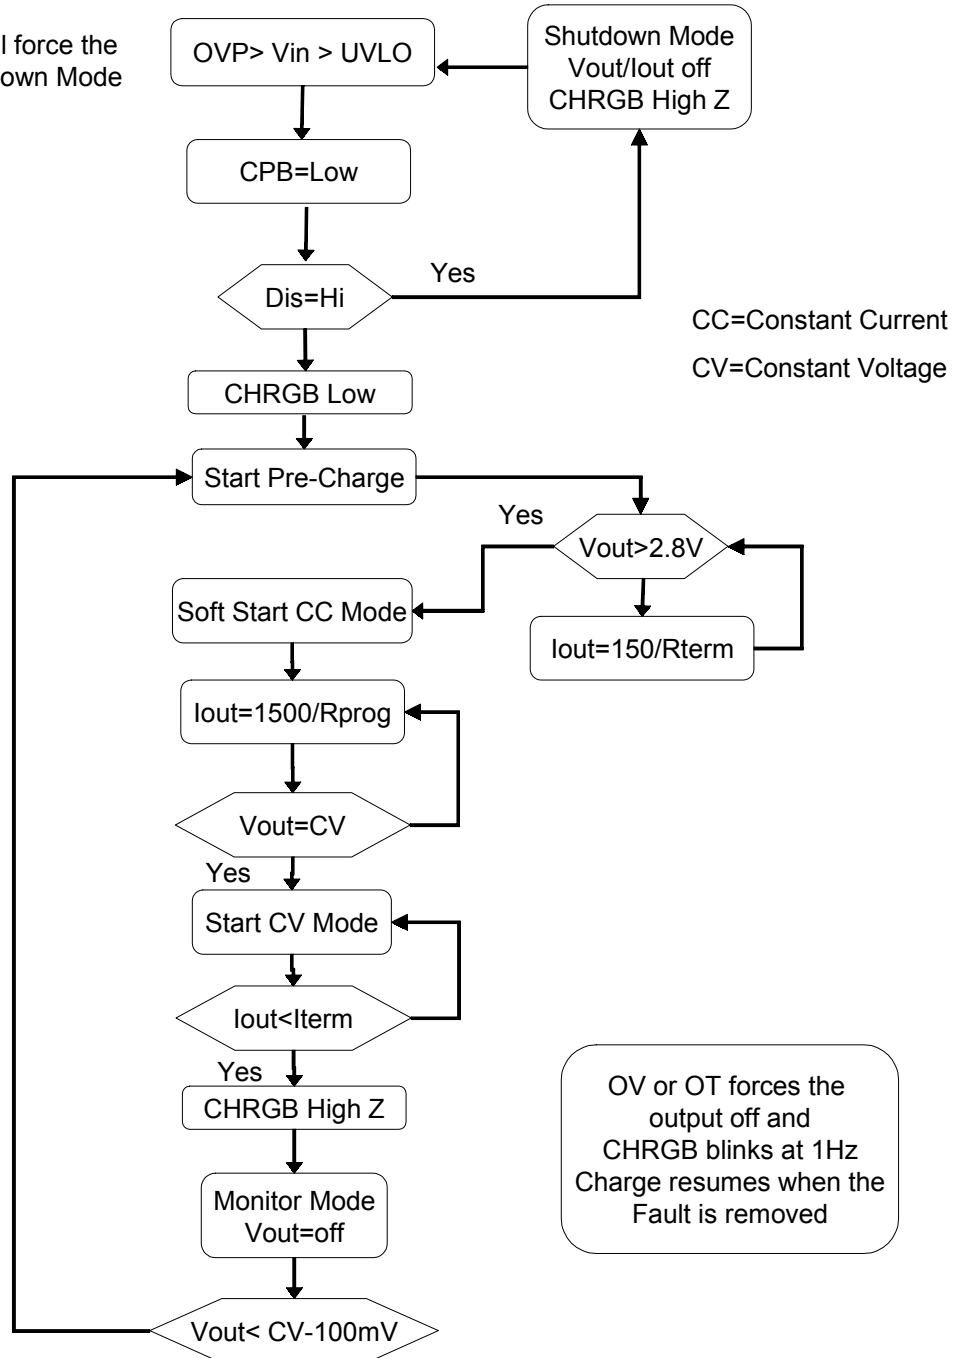 l force the
own Mode
OVP> Vin > UVLO
Shutdown Mode
Vout/Iout off
CHRGB High Z
CPB=Low
Dis=Hi
Yes
CC=Constant Current
CV=Constant Voltage
CHRGB Low
Start Pre-Charge
Yes
Vout>2.8V
Soft Start CC Mode
Iout=150/Rterm
Iout=1500/Rprog
Vout=CV
Yes
Start CV Mode
Iout<Iterm
Yes
CHRGB High Z
Monitor Mode
Vout=off
Vout< CV-100mV
OV or OT forces the
output off and
CHRGB blinks at 1Hz
Charge resumes when the
Fault is removed